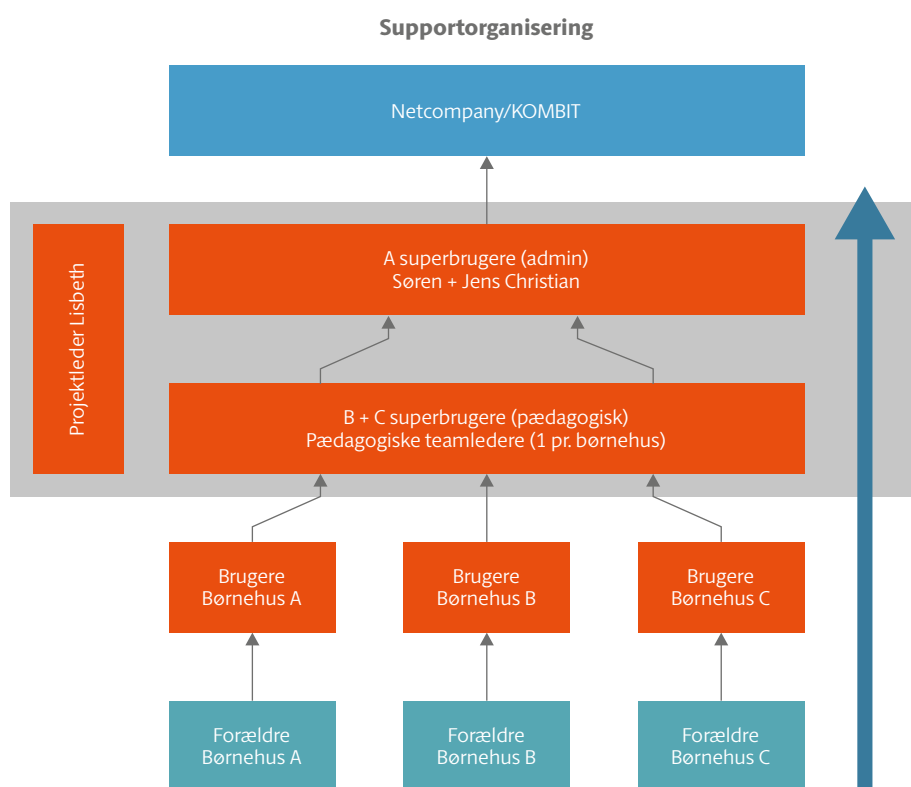 Supportorganisering
Netcompany/KOMBIT
Projektleder Lisbeth
A superbrugere (admin)
Søren + Jens Christian
B + C superbrugere (pædagogisk)
Pædagogiske teamledere (1 pr. børnehus)
Brugere
Børnehus A
Brugere
Børnehus B
Brugere
Børnehus C
Forældre
Børnehus A
Forældre
Børnehus B
Forældre
Børnehus C